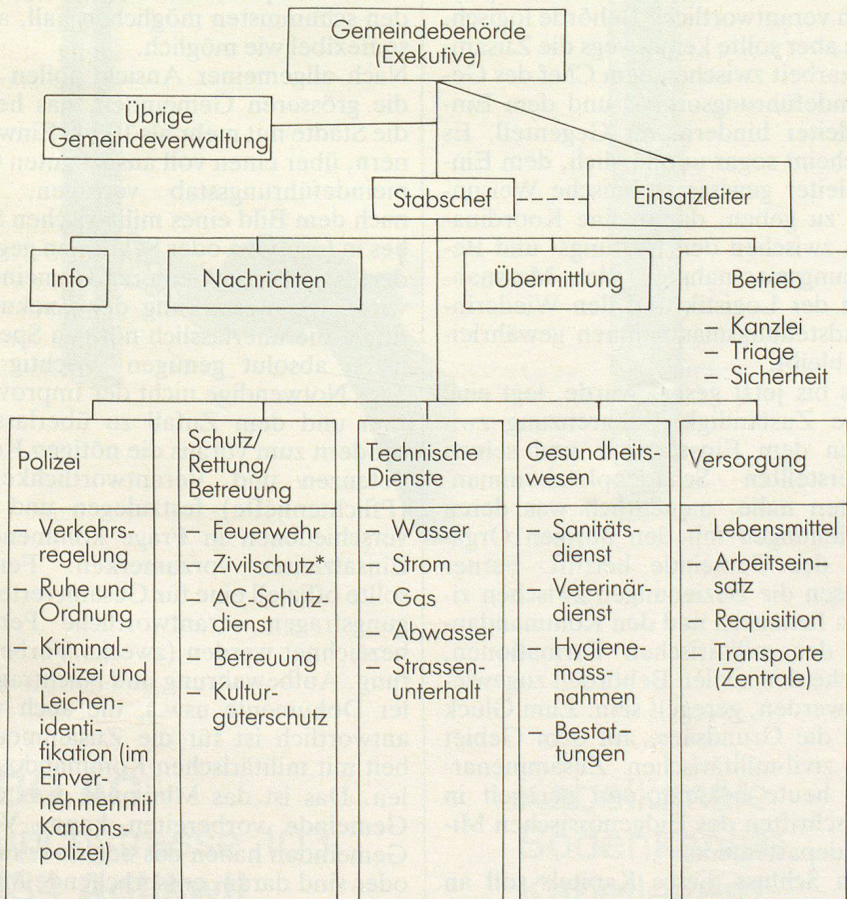 Gemeindebehörde
(Exekutive)
Übrige
Gemeindeverwaltung
Stabschef
Einsatzleiter
Info
Nachrichten
Übermittlung
Betrieb
– Kanzlei
– Triage
– Sicherheit
Polizei
– Verkehrs-
regelung
– Ruhe und
Ordnung
– Kriminal-
polizei und
Leichen-
identi-
fikation (im
Einver-
nehmen mit
Kantons-
polizei)
Schutz/
Rettung/
Betreuung
– Feuerwehr
– Zivilschutz*
– AC-Schutz-
dienst
– Betreuung
– Kultur-
güterschutz
Technische
Dienste
– Wasser
– Strom
– Gas
– Abwasser
– Strassen-
unterhalt
Gesundheits-
wesen
– Sanitäts-
dienst
– Veterinär-
dienst
– Hygiene-
mass-
nahmen
– Bestat-
tungen
Versorgung
– Lebensmittel
– Arbeitsein-
satz
– Requisition
– Transporte
(Zentrale)